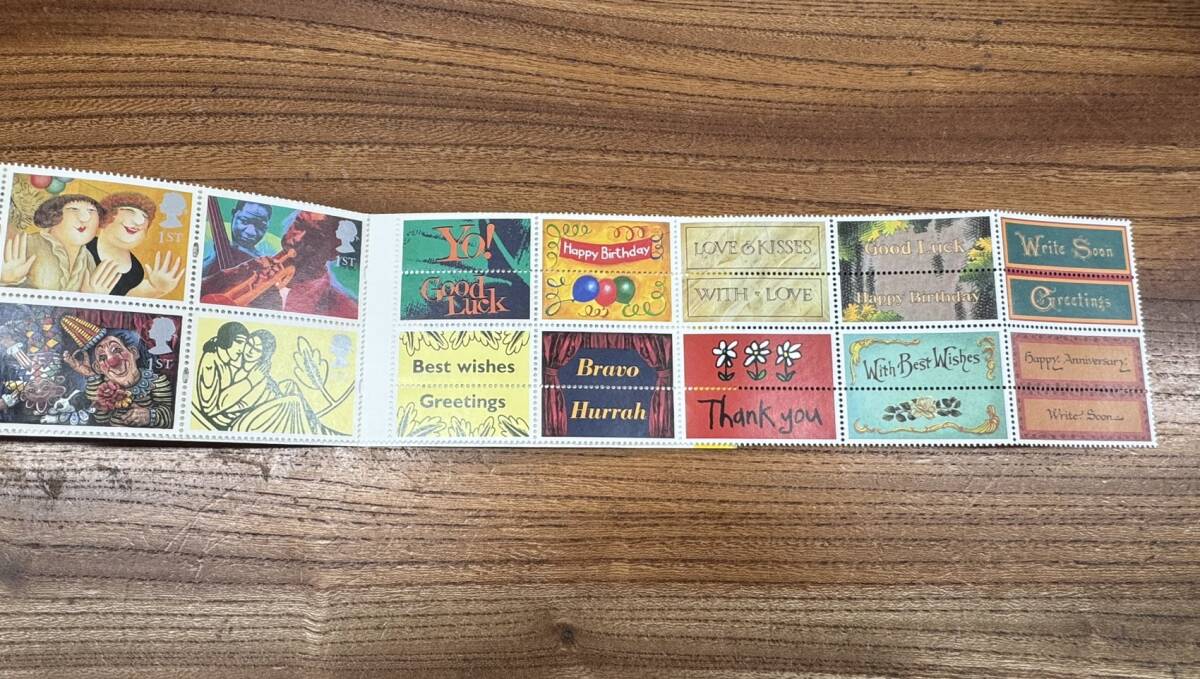 1ST
1ST
1ST
Yo!
Good
Luck
Happy Birthday
LOVE & KISSES
WITH LOVE
Good Luck
Happy Birthday
Write Soon
Greetings
Best wishes
Greetings
Bravo
Hurrah
Thank you
With Best Wishes
Happy Anniversary
Write Soon